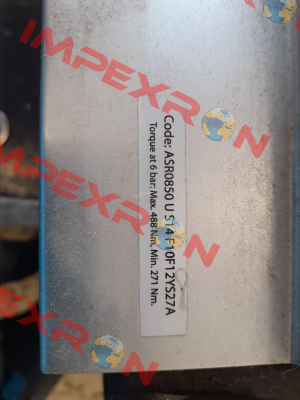 IMPEXRON
Code: ASR0850 U S14 F10F12YS27A
Torque at 6 bar: Max. 488 Nm, Min. 271 Nm.
IMPEXRON
IMPEXRON